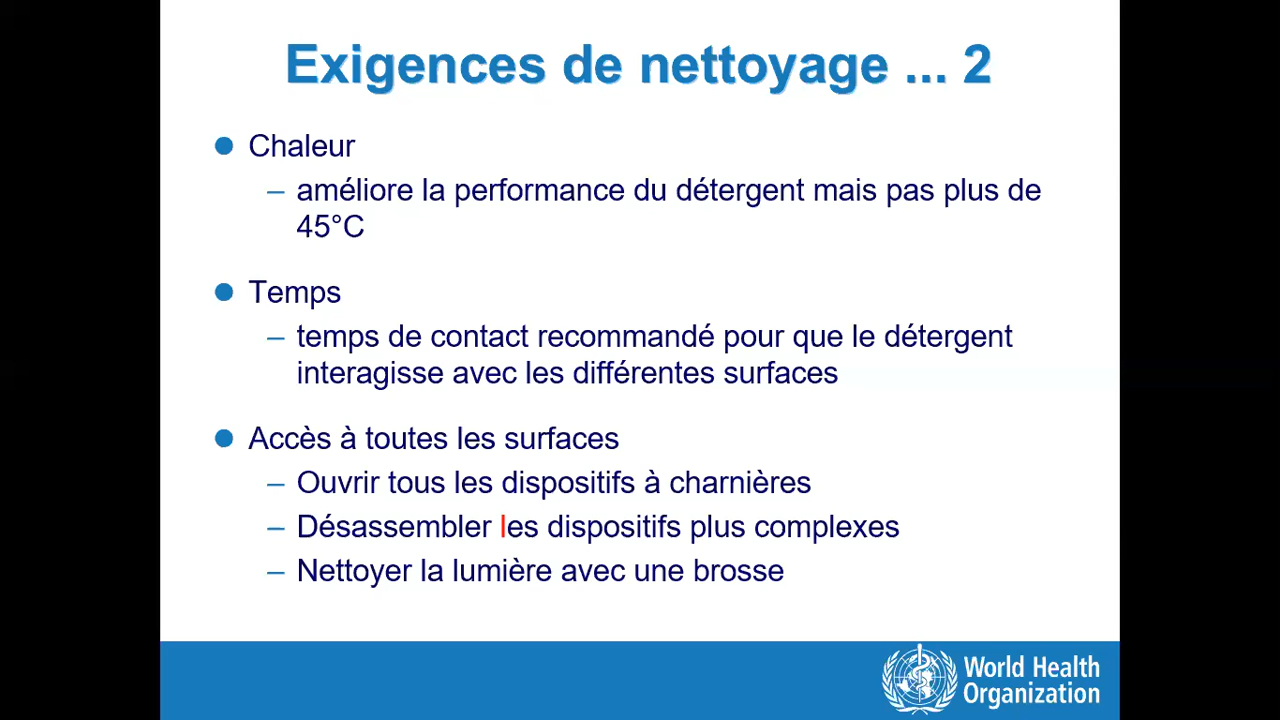 Exigences de nettoyage ... 2
● Chaleur
– améliore la performance du détergent mais pas plus de
45°C
● Temps
– temps de contact recommandé pour que le détergent
interagisse avec les différentes surfaces
● Accès à toutes les surfaces
– Ouvrir tous les dispositifs à charnières
– Désassembler les dispositifs plus complexes
– Nettoyer la lumière avec une brosse
World Health
Organization